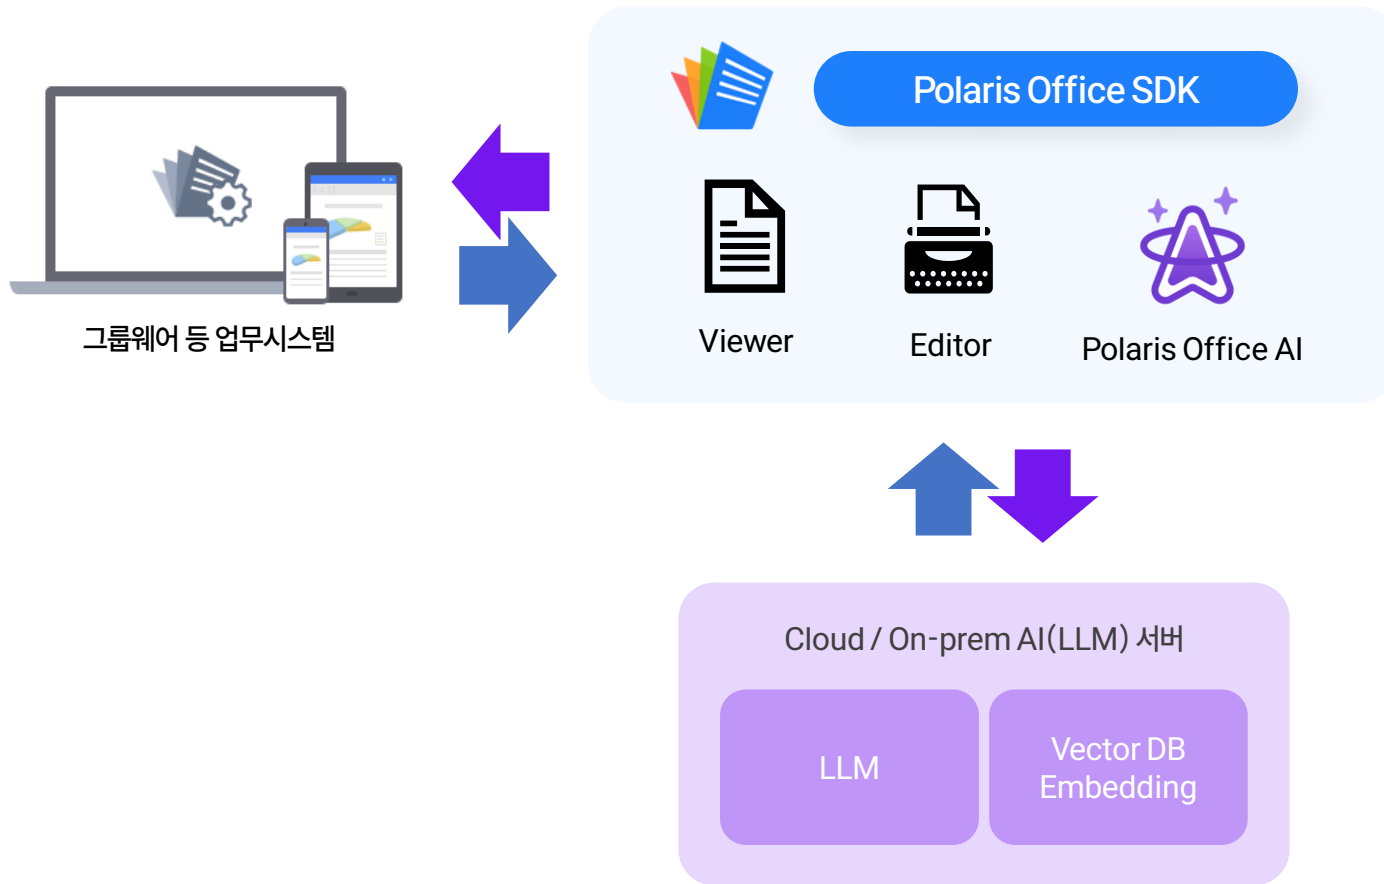 Polaris Office SDK
Viewer
Editor
Polaris Office AI
그룹웨어 등 업무시스템
Cloud / On-prem AI(LLM) 서버
LLM
Vector DB
Embedding